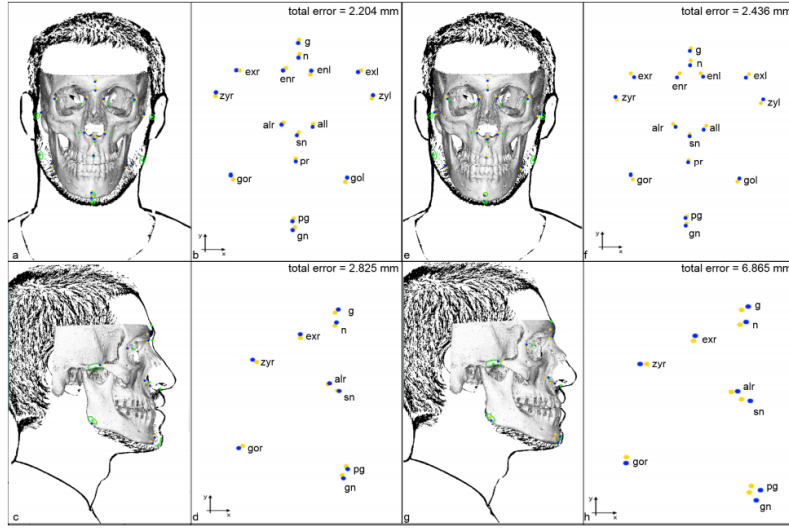 total error = 2.204 mm
g
n
exr
enr
enl
exl
zyr
zyl
alr
all
sn
pr
gor
gol
pg
gn
y
x
a
b
total error = 2.436 mm
g
n
exr
enr
enl
exl
zyr
zyl
alr
all
sn
pr
gor
gol
pg
gn
y
x
e
f
total error = 2.825 mm
g
n
exr
zyr
alr
sn
gor
pg
gn
y
x
c
d
total error = 6.865 mm
g
n
exr
zyr
alr
sn
gor
pg
gn
y
x
g
h